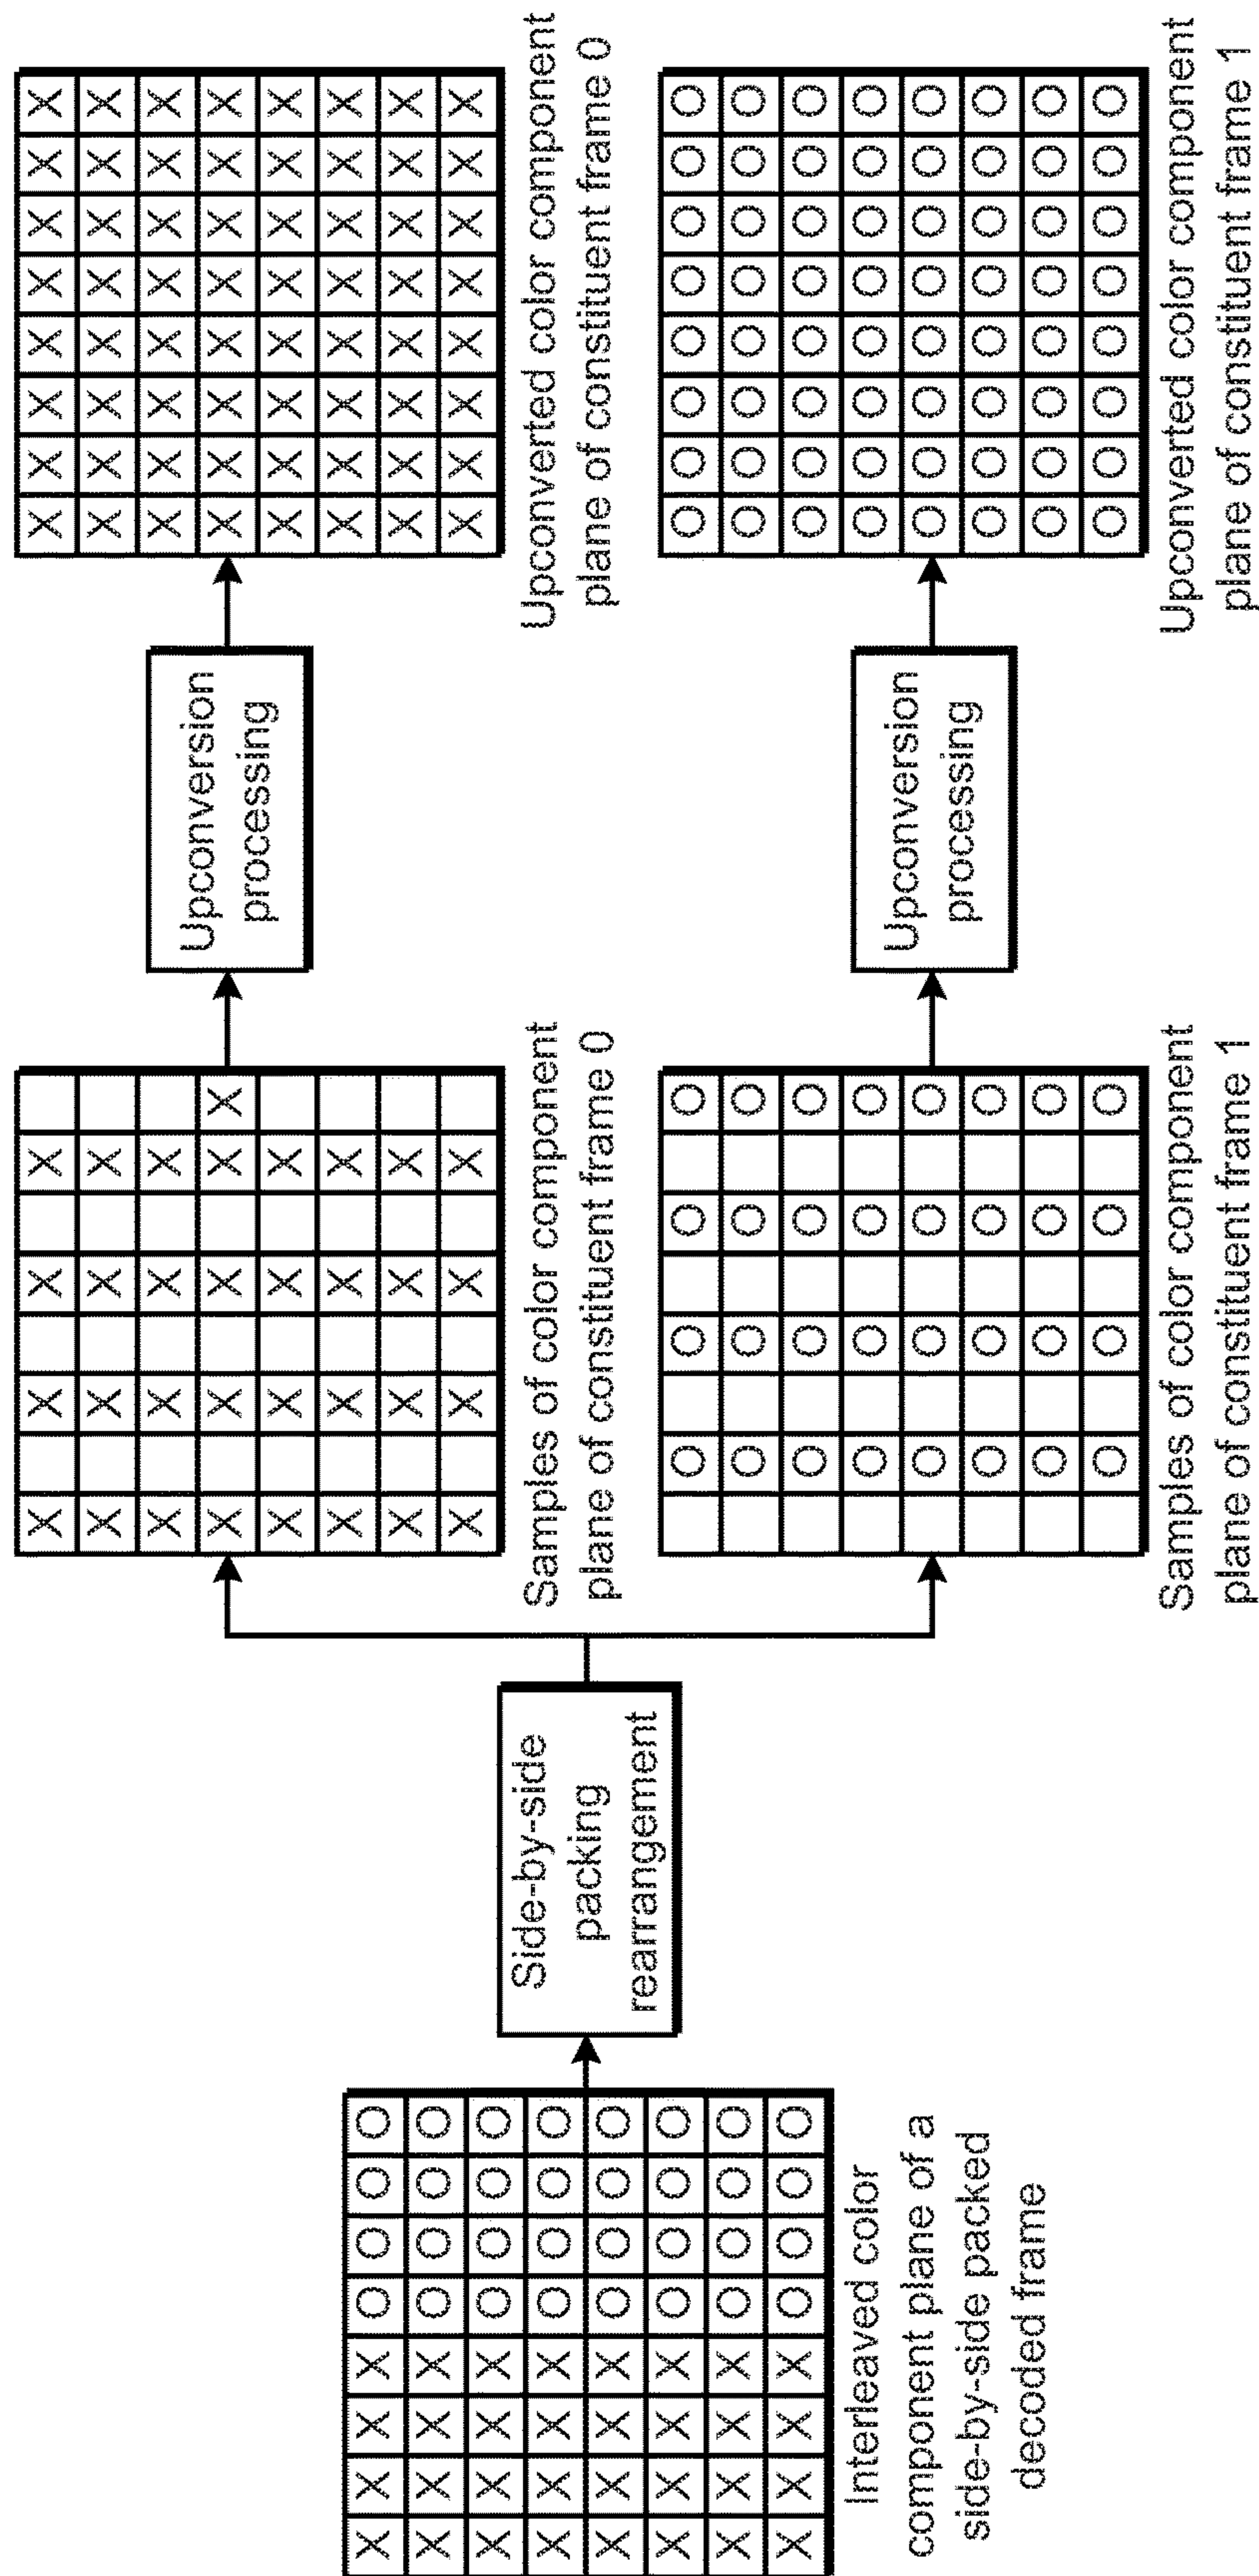 X X X X O O O O
X X X X O O O O
X X X X O O O O
X X X X O O O O
X X X X O O O O
X X X X O O O O
X X X X O O O O
X X X X O O O O
Interleaved color
component plane of a
side-by-side packed
decoded frame
Side-by-side
packing
rearrangement
X X X X
X X X X
X X X X
X X X X X
X X X X
X X X X
X X X X
X X X X
Samples of color component
plane of constituent frame 0
Upconversion
processing
X X X X X X X X
X X X X X X X X
X X X X X X X X
X X X X X X X X
X X X X X X X X
X X X X X X X X
X X X X X X X X
X X X X X X X X
Upconverted color component
plane of constituent frame 0
O O O O
O O O O
O O O O
O O O O
O O O O
O O O O
O O O O
O O O O
Samples of color component
plane of constituent frame 1
Upconversion
processing
O O O O O O O O
O O O O O O O O
O O O O O O O O
O O O O O O O O
O O O O O O O O
O O O O O O O O
O O O O O O O O
O O O O O O O O
Upconverted color component
plane of constituent frame 1